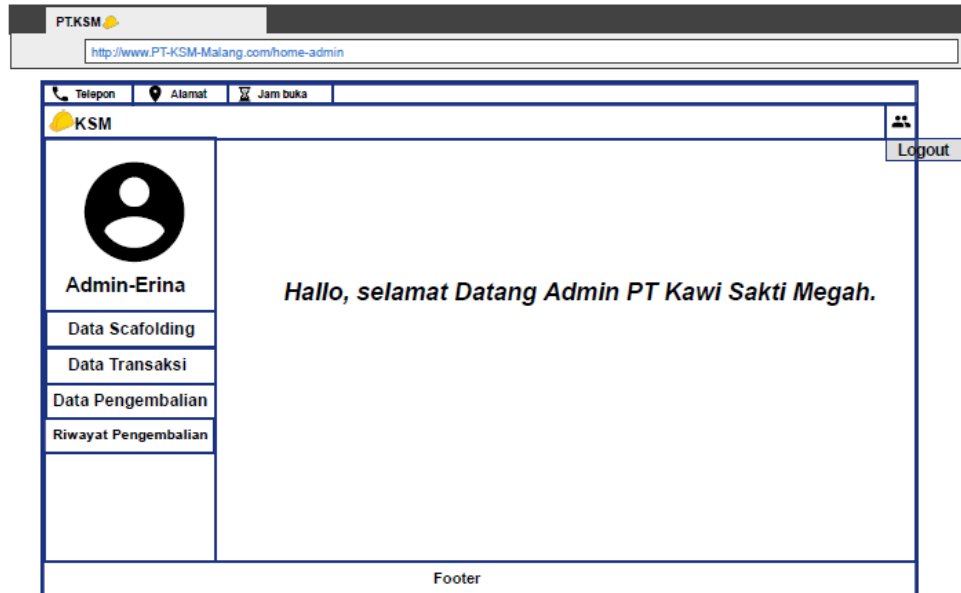 PT.KSM
http://www.PT-KSM-Malang.com/home-admin
Telepon Alamat Jam buka
KSM
Logout
Admin-Erina
Hallo, selamat Datang Admin PT Kawi Sakti Megah.
Data Scafolding
Data Transaksi
Data Pengembalian
Riwayat Pengembalian
Footer